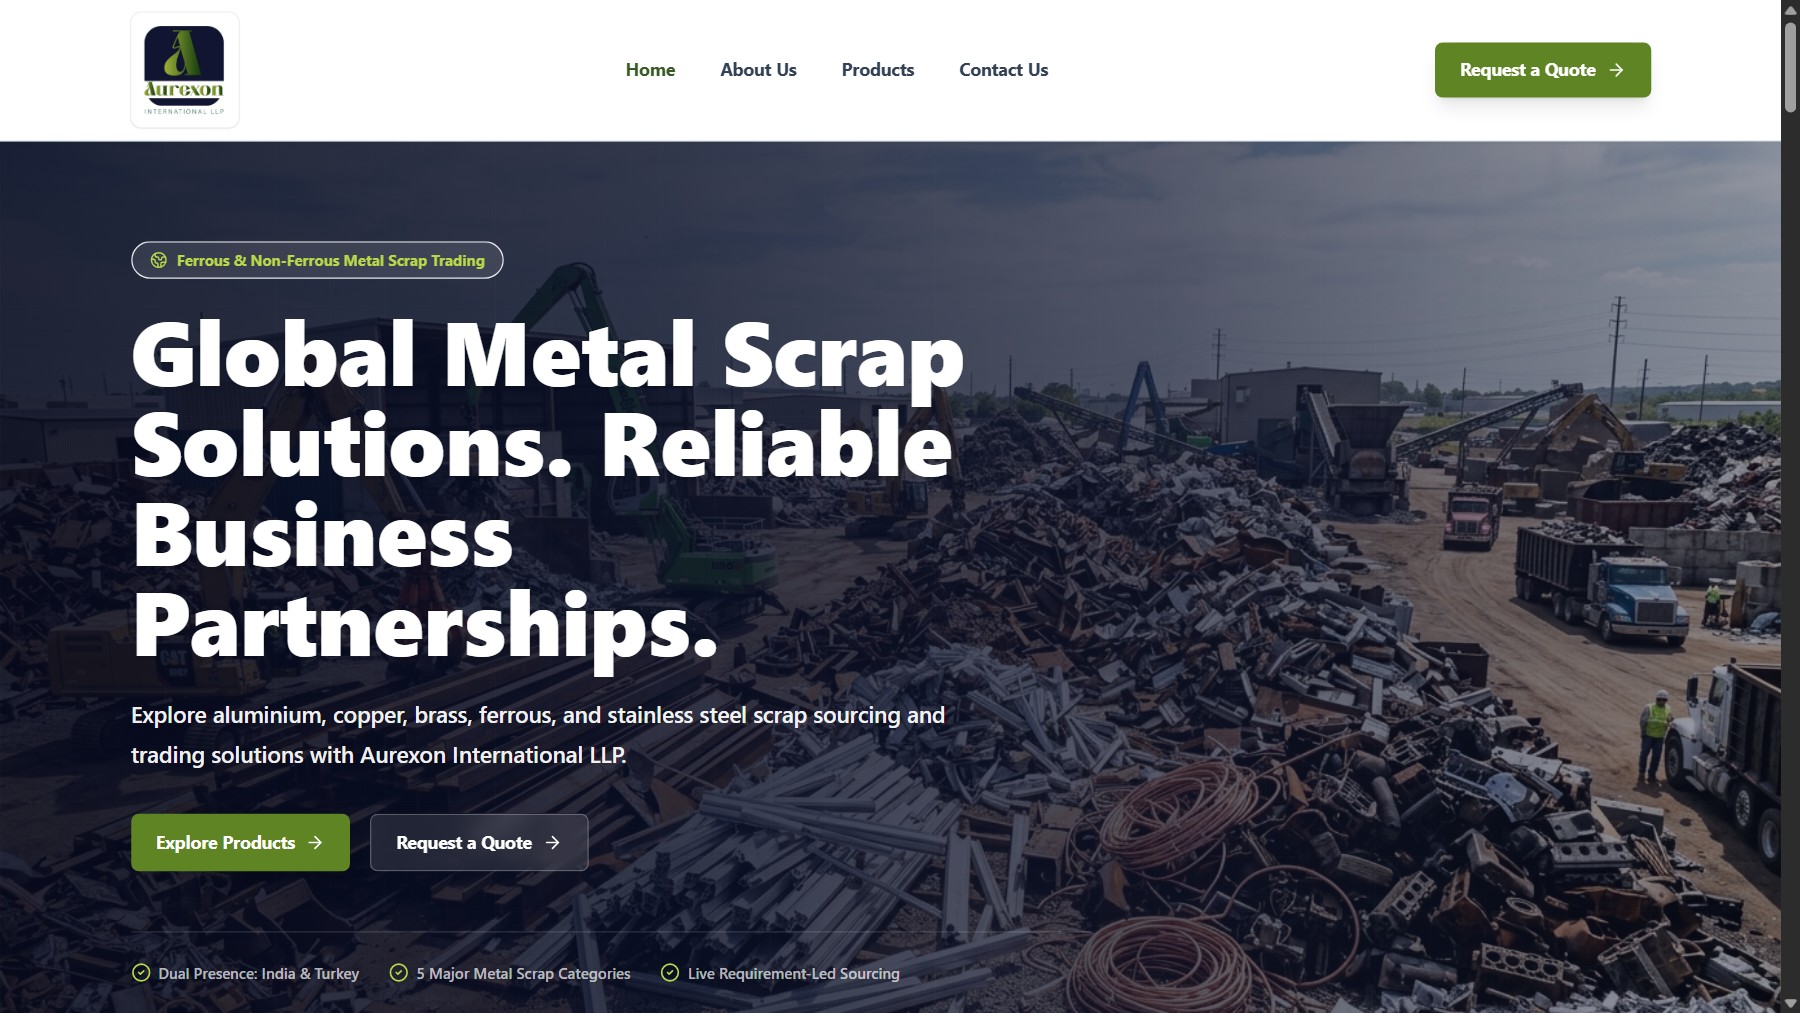 Aurexon
INTERNATIONAL LLP
Home
About Us
Products
Contact Us
Request a Quote
Ferrous & Non-Ferrous Metal Scrap Trading
Global Metal Scrap
Solutions. Reliable
Business
Partnerships.
Explore aluminium, copper, brass, ferrous, and stainless steel scrap sourcing and
trading solutions with Aurexon International LLP.
Explore Products
Request a Quote
Dual Presence: India & Turkey
5 Major Metal Scrap Categories
Live Requirement-Led Sourcing